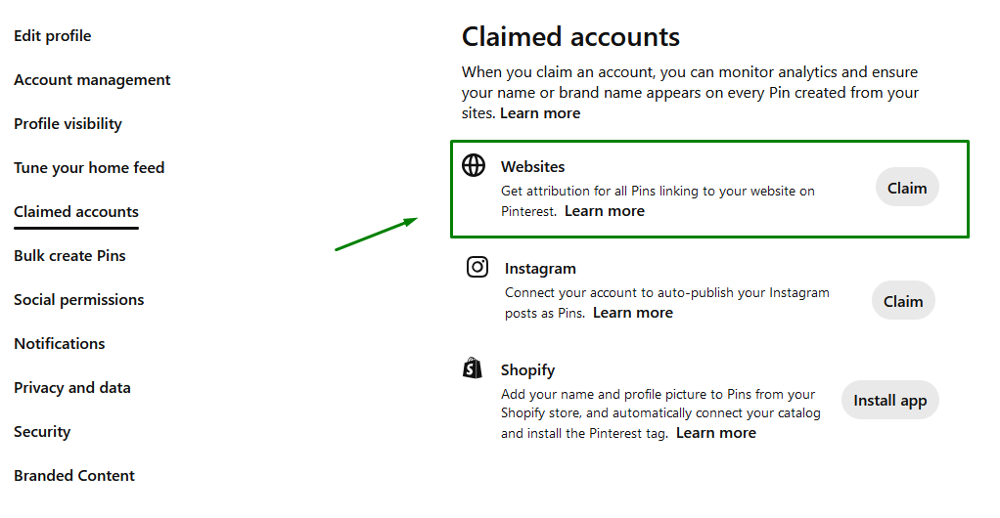 Edit profile
Account management
Profile visibility
Tune your home feed
Claimed accounts
Bulk create Pins
Social permissions
Notifications
Privacy and data
Security
Branded Content
Claimed accounts
When you claim an account, you can monitor analytics and ensure
your name or brand name appears on every Pin created from your
sites. Learn more
Websites
Get attribution for all Pins linking to your website on
Pinterest. Learn more
Claim
Instagram
Connect your account to auto-publish your Instagram
posts as Pins. Learn more
Claim
Shopify
Add your name and profile picture to Pins from your
Shopify store, and automatically connect your catalog
and install the Pinterest tag. Learn more
Install app